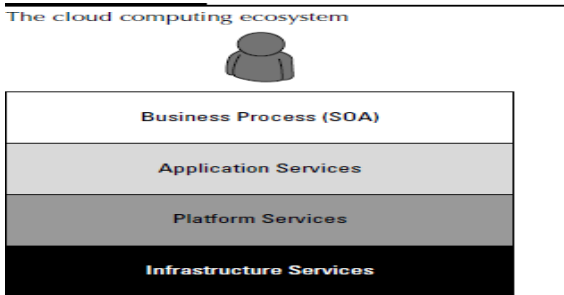 The cloud computing ecosystem
Business Process (SOA)
Application Services
Platform Services
Infrastructure Services